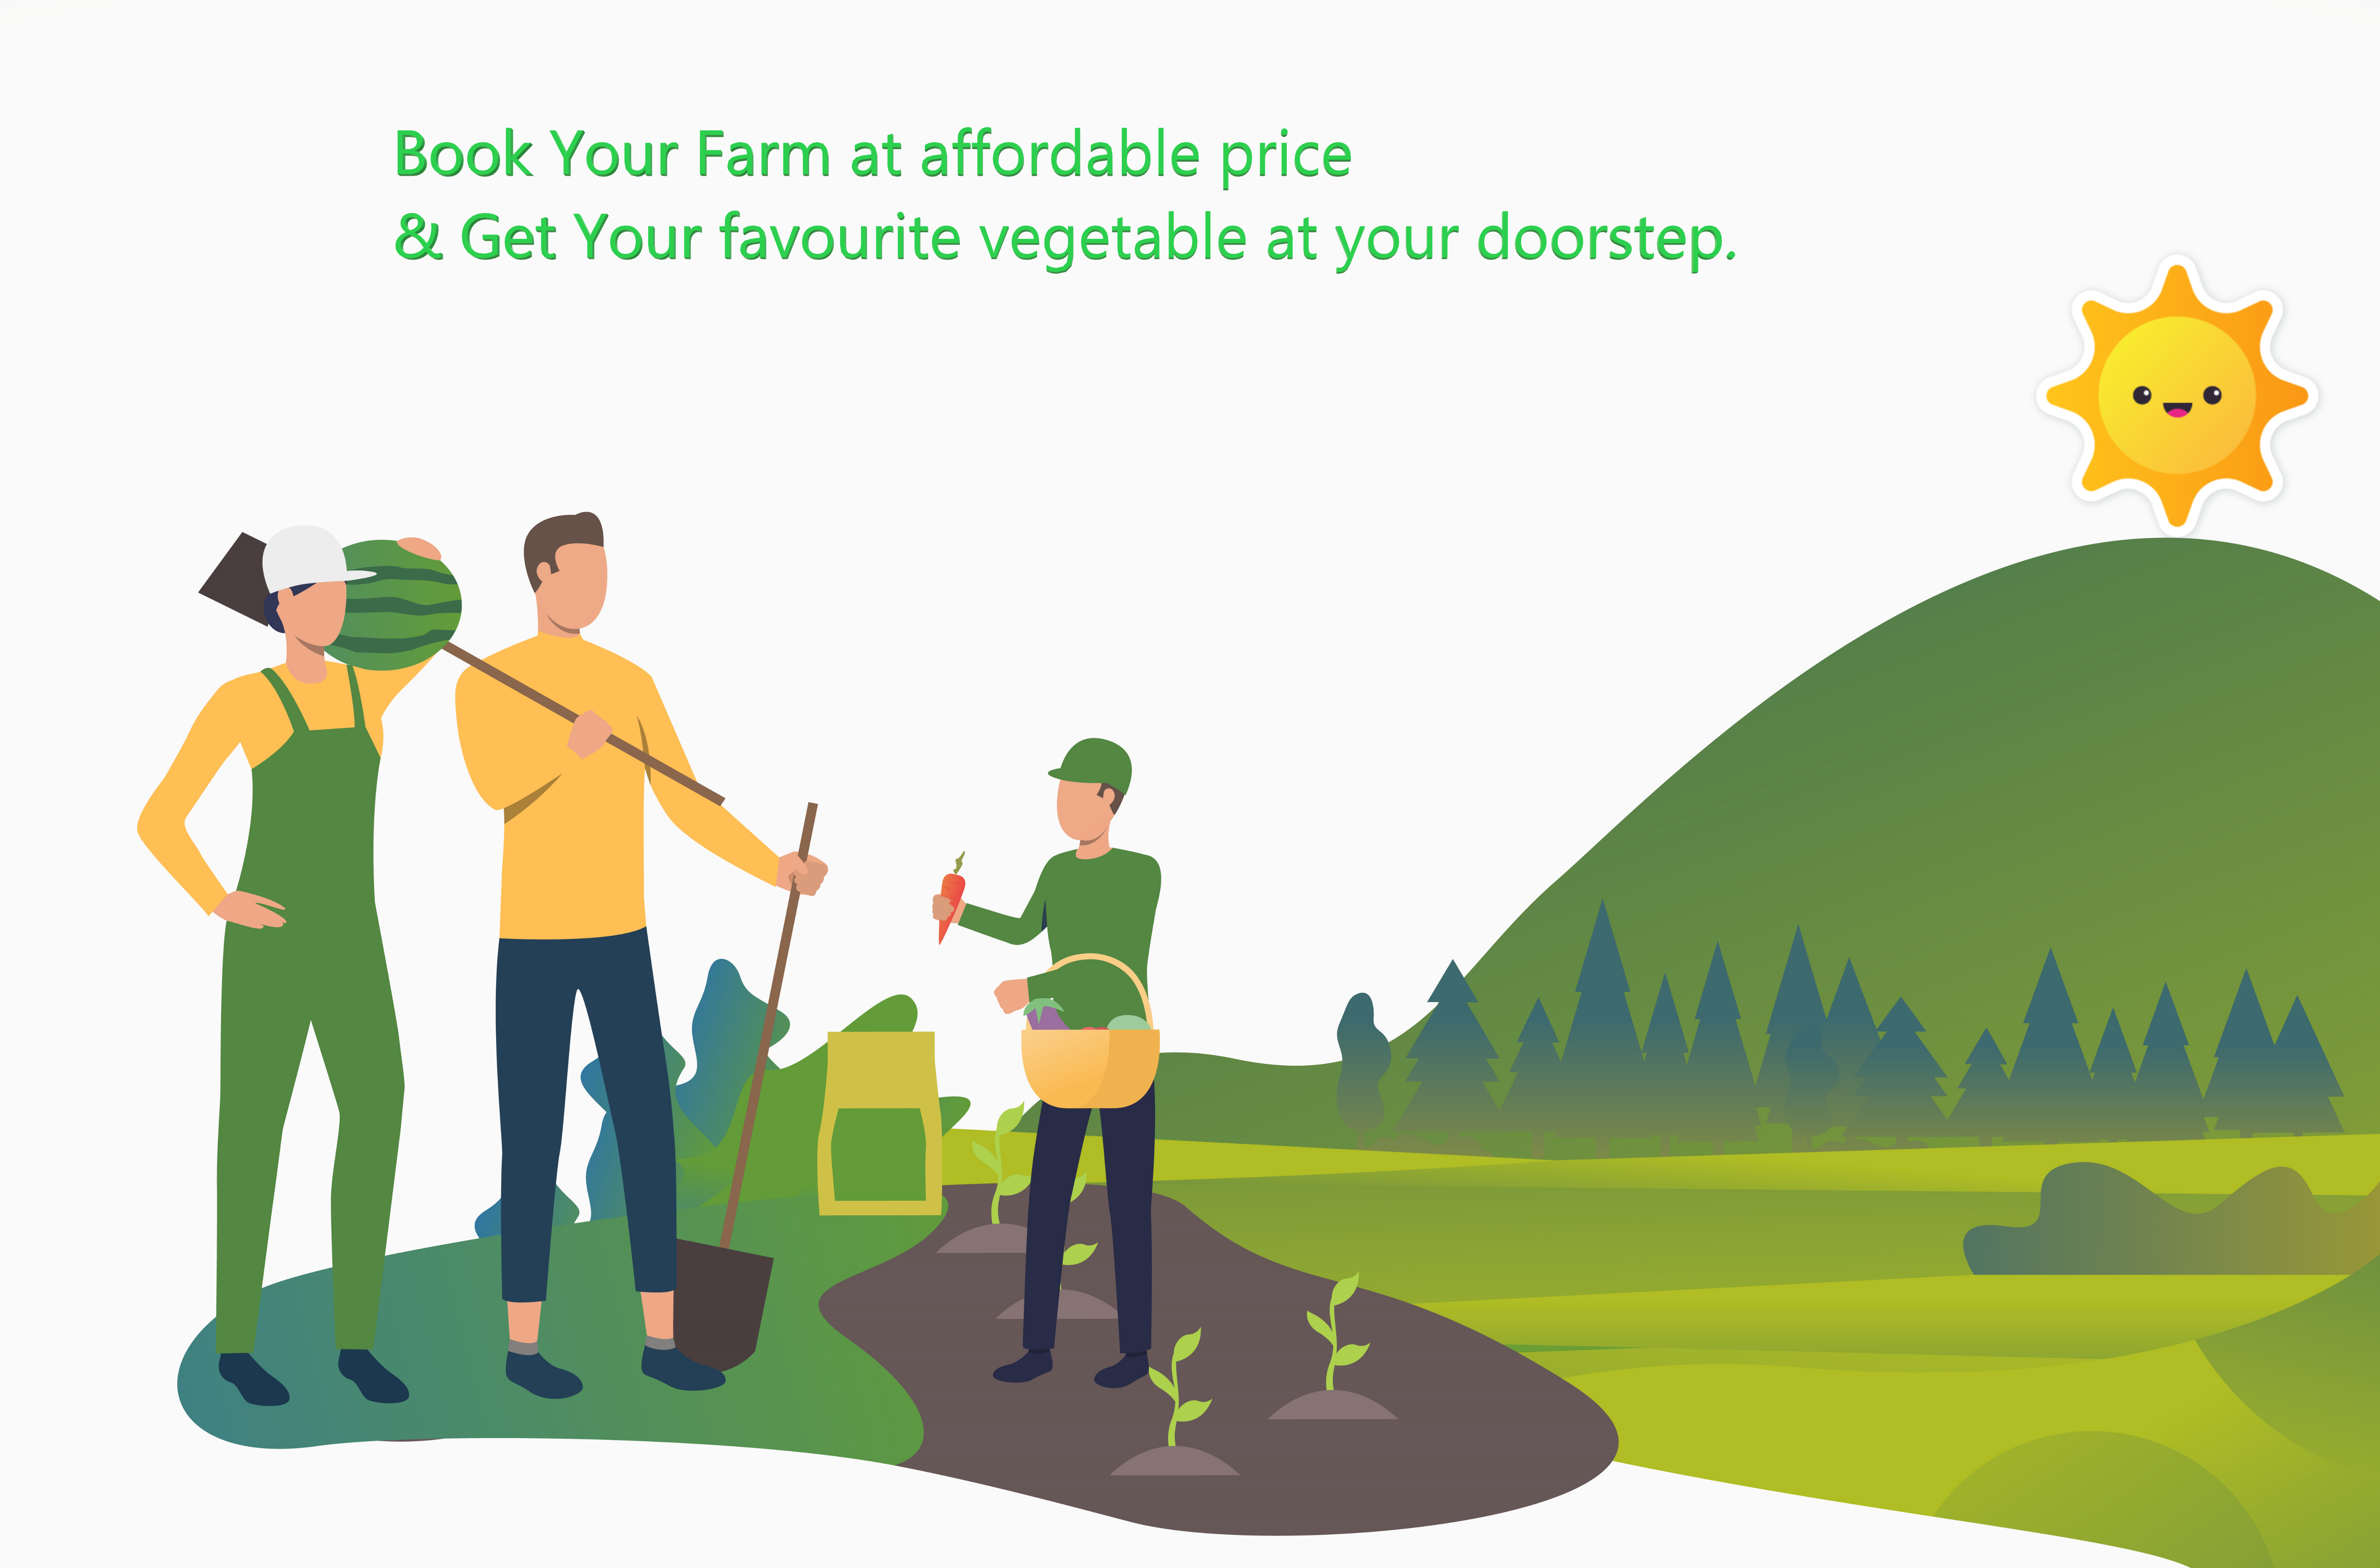 Book Your Farm at affordable price
& Get Your favourite vegetable at your doorstep.